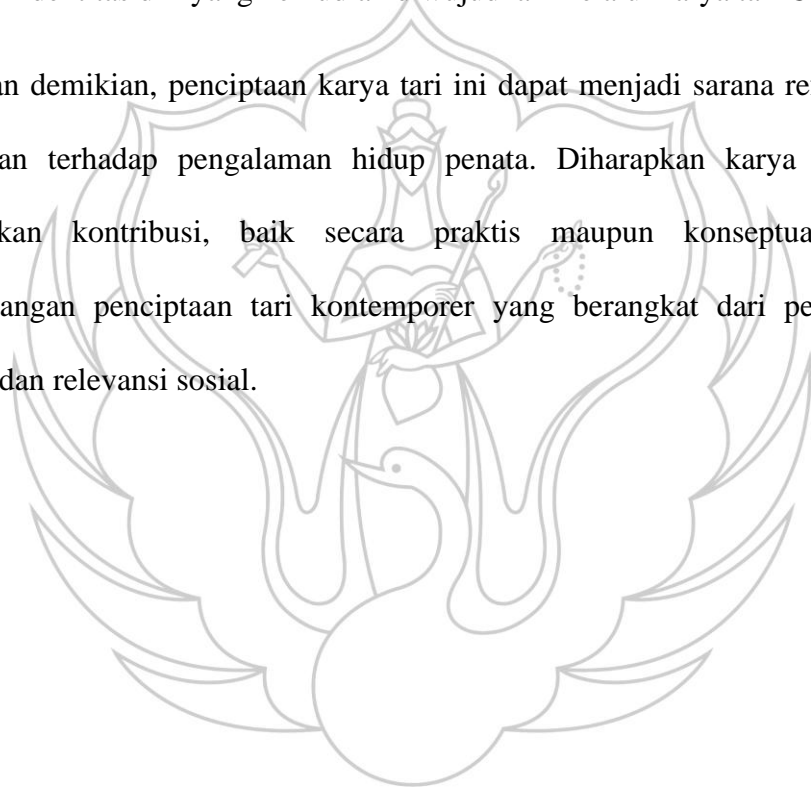 an demikian, penciptaan karya tari ini dapat menjadi sarana re
an terhadap pengalaman hidup penata. Diharapkan karya
kan kontribusi, baik secara praktis maupun konseptua
angan penciptaan tari kontemporer yang berangkat dari pe
dan relevansi sosial.